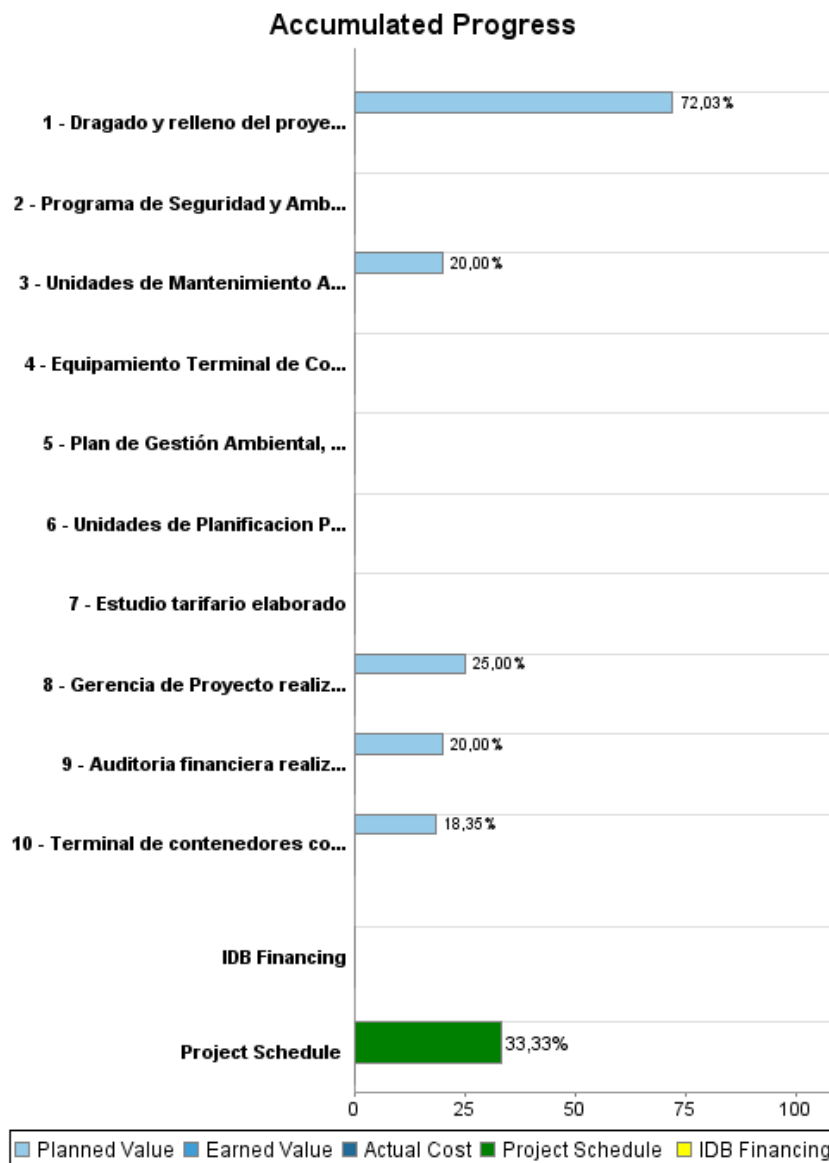 Accumulated Progress
1 - Dragado y relleno del proye...
72,03%
2 - Programa de Seguridad y Amb...
3 - Unidades de Mantenimiento A...
20,00%
4 - Equipamiento Terminal de Co...
5 - Plan de Gestión Ambiental, ...
6 - Unidades de Planificacion P...
7 - Estudio tarifario elaborado
8 - Gerencia de Proyecto realiz...
25,00%
9 - Auditoria financiera realiz...
20,00%
10 - Terminal de contenedores co...
18,35%
IDB Financing
Project Schedule
33,33%
0 25 50 75 100
Planned Value Earned Value Actual Cost Project Schedule IDB Financing